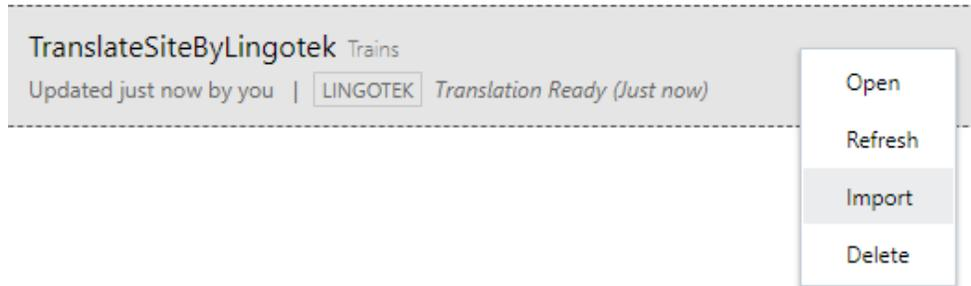 TranslateSiteByLingotek Trains
Updated just now by you | LINGOTEK Translation Ready (Just now)
Open
Refresh
Import
Delete